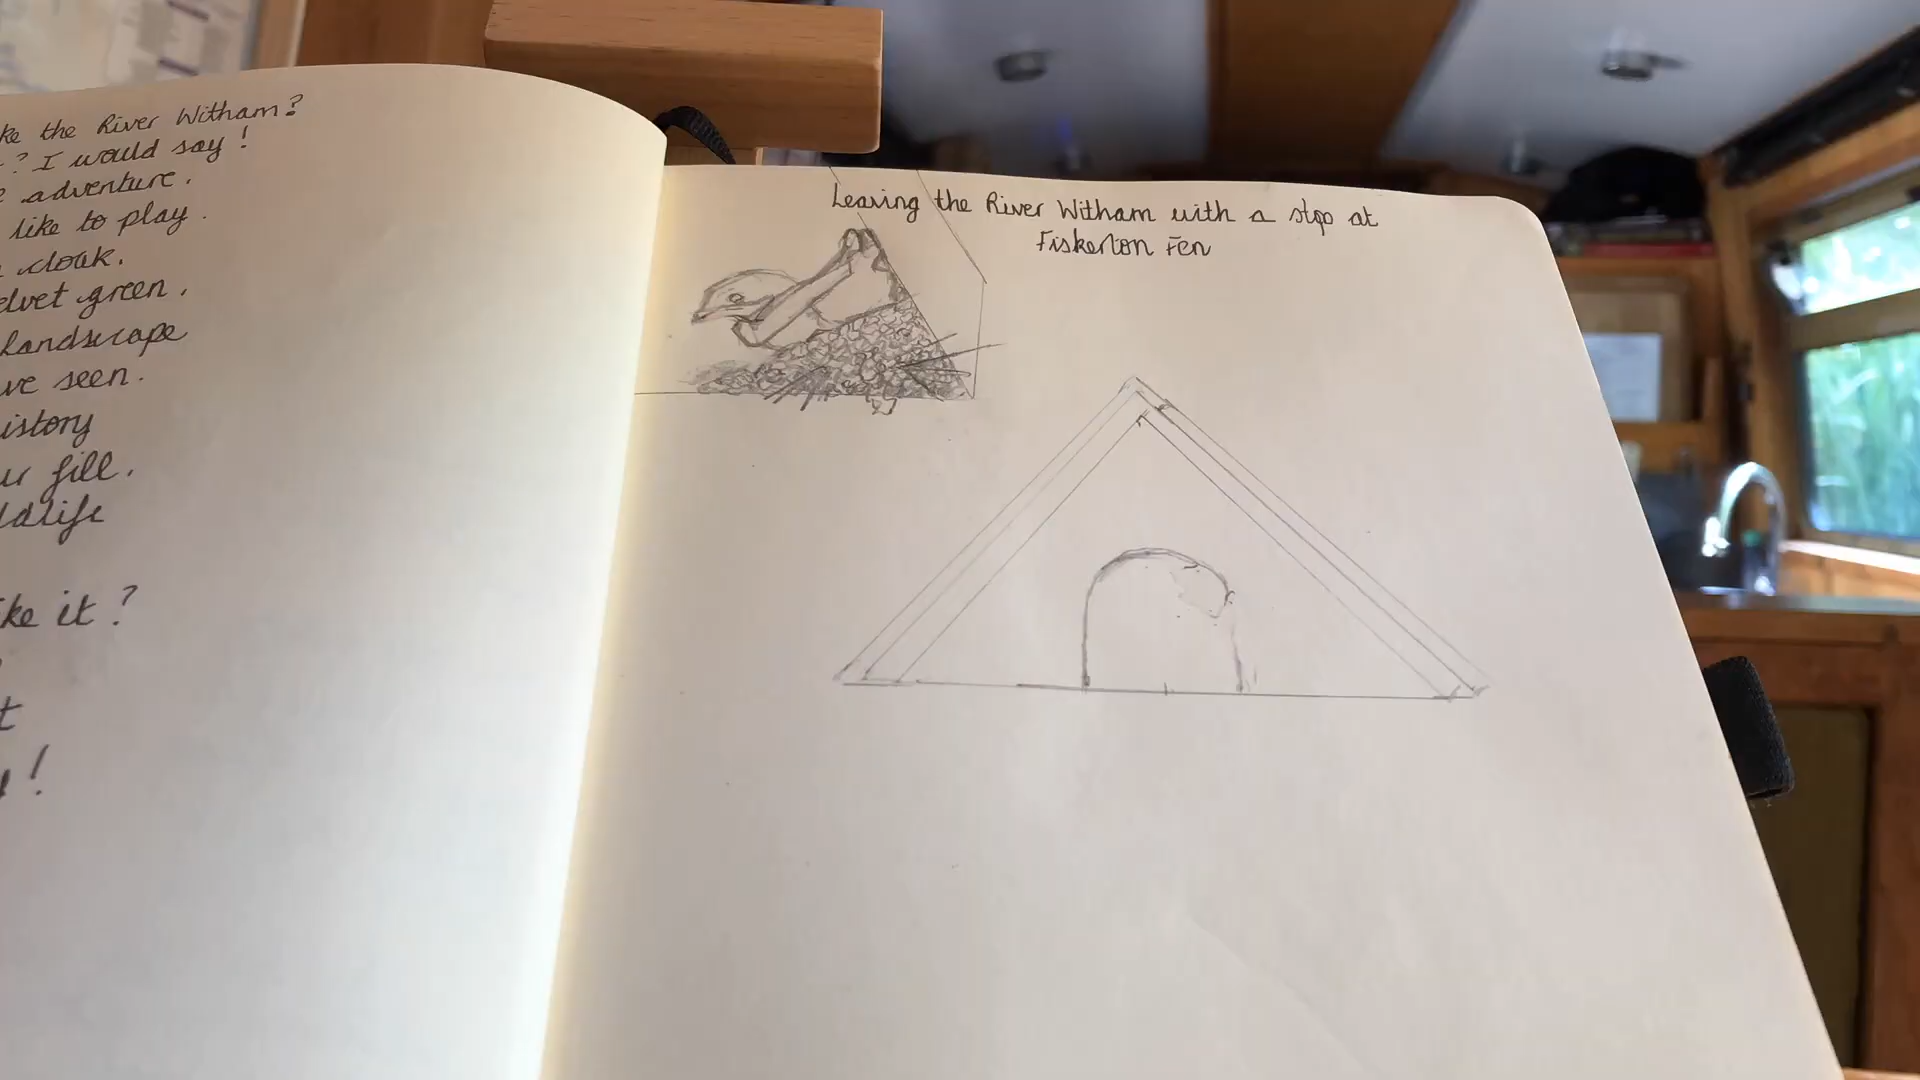 ke the River Witham?
? I would say!
adventure.
like to play.
cloak.
elvet green.
landscape
ve seen.
istory
ur fill.
ldlife
ke it?
t
y!
Leaving the River Witham with a stop at
Fiskerton Fen